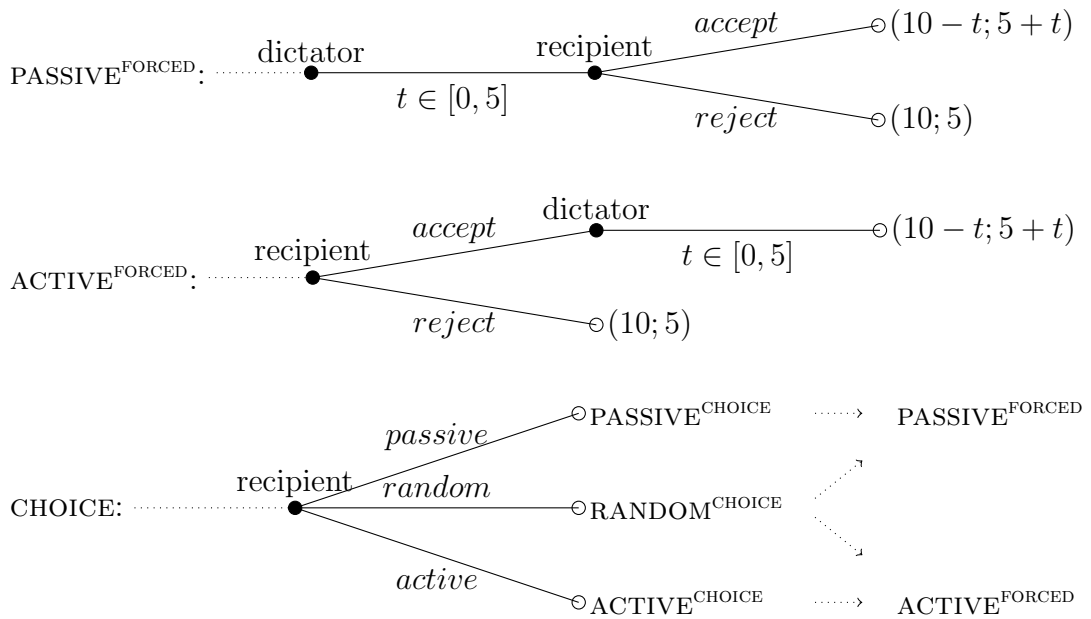 accept (10 − t; 5 + t)
dictator recipient
PASSIVE^FORCED:
t ∈ [0, 5]
reject (10; 5)
dictator
accept (10 − t; 5 + t)
recipient t ∈ [0, 5]
ACTIVE^FORCED:
reject (10; 5)
PASSIVE^CHOICE PASSIVE^FORCED
passive
recipient random
CHOICE: RANDOM^CHOICE
active
ACTIVE^CHOICE ACTIVE^FORCED